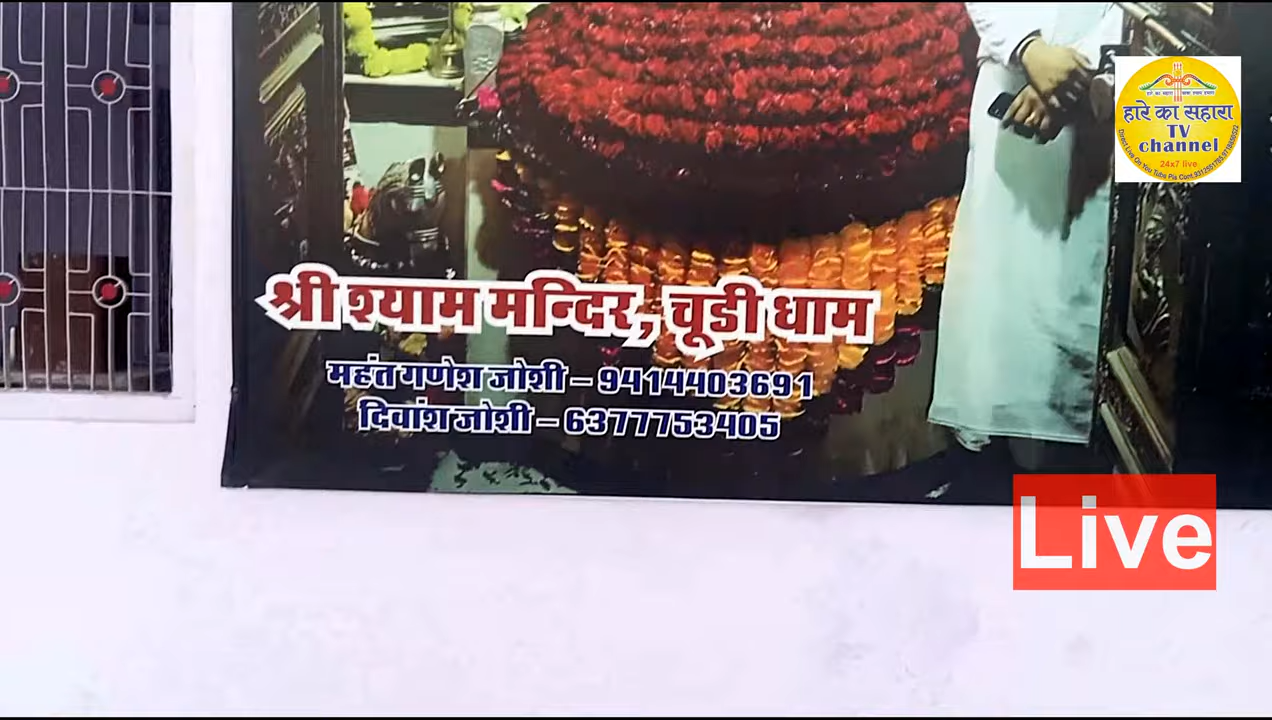 हारे का सहारा
TV
channel
24x7 live
श्री श्याम मन्दिर, चूडी धाम
महंत गणेश जोशी – 9414403691
दिवांश जोशी – 6377753405
Live